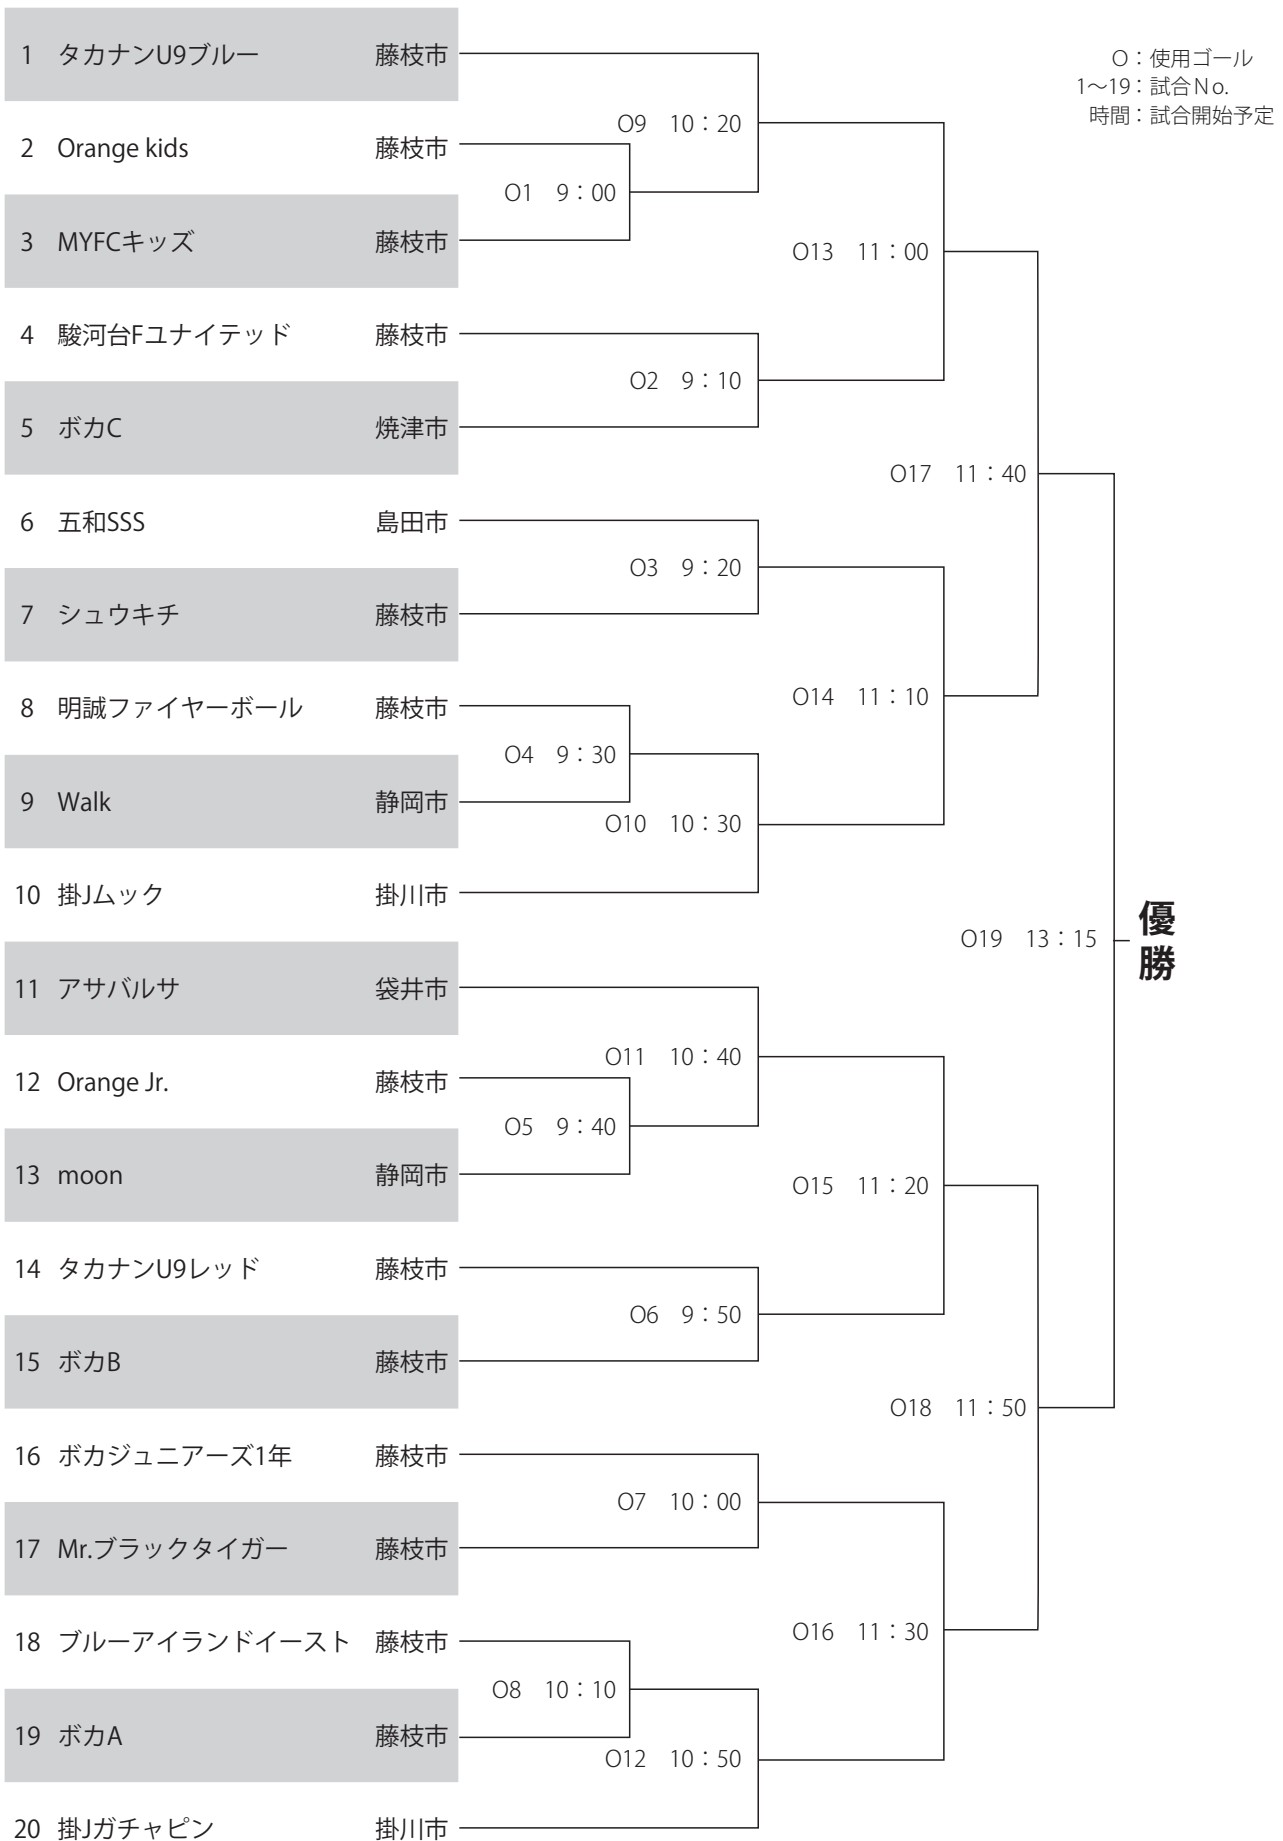 O：使用ゴール
1〜19：試合No.
時間：試合開始予定
1 タカナンU9ブルー 藤枝市
O9 10：20
2 Orange kids 藤枝市
O1 9：00
3 MYFCキッズ 藤枝市
O13 11：00
4 駿河台Fユナイテッド 藤枝市
O2 9：10
5 ボカC 焼津市
O17 11：40
6 五和SSS 島田市
O3 9：20
7 シュウキチ 藤枝市
O14 11：10
8 明誠ファイヤーボール 藤枝市
O4 9：30
9 Walk 静岡市
O10 10：30
10 掛Jムック 掛川市
O19 13：15
優勝
11 アサバルサ 袋井市
O11 10：40
12 Orange Jr. 藤枝市
O5 9：40
13 moon 静岡市
O15 11：20
14 タカナンU9レッド 藤枝市
O6 9：50
15 ボカB 藤枝市
O18 11：50
16 ボカジュニアーズ1年 藤枝市
O7 10：00
17 Mr.ブラックタイガー 藤枝市
O16 11：30
18 ブルーアイランドイースト 藤枝市
O8 10：10
19 ボカA 藤枝市
O12 10：50
20 掛Jガチャピン 掛川市